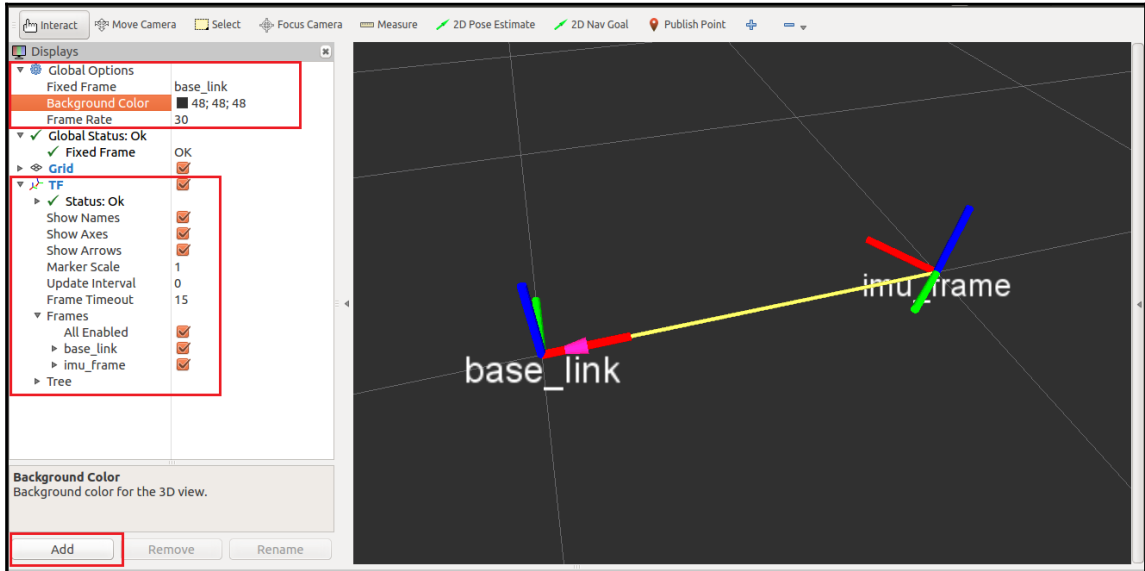 Interact Move Camera Select Focus Camera Measure 2D Pose Estimate 2D Nav Goal Publish Point
Displays
Global Options
Fixed Frame base_link
Background Color 48; 48; 48
Frame Rate 30
Global Status: Ok
Fixed Frame OK
Grid
TF
Status: Ok
Show Names
Show Axes
Show Arrows
Marker Scale 1
Update Interval 0
Frame Timeout 15
Frames
All Enabled
base_link
imu_frame
Tree
Background Color
Background color for the 3D view.
Add Remove Rename
imu_frame
base_link